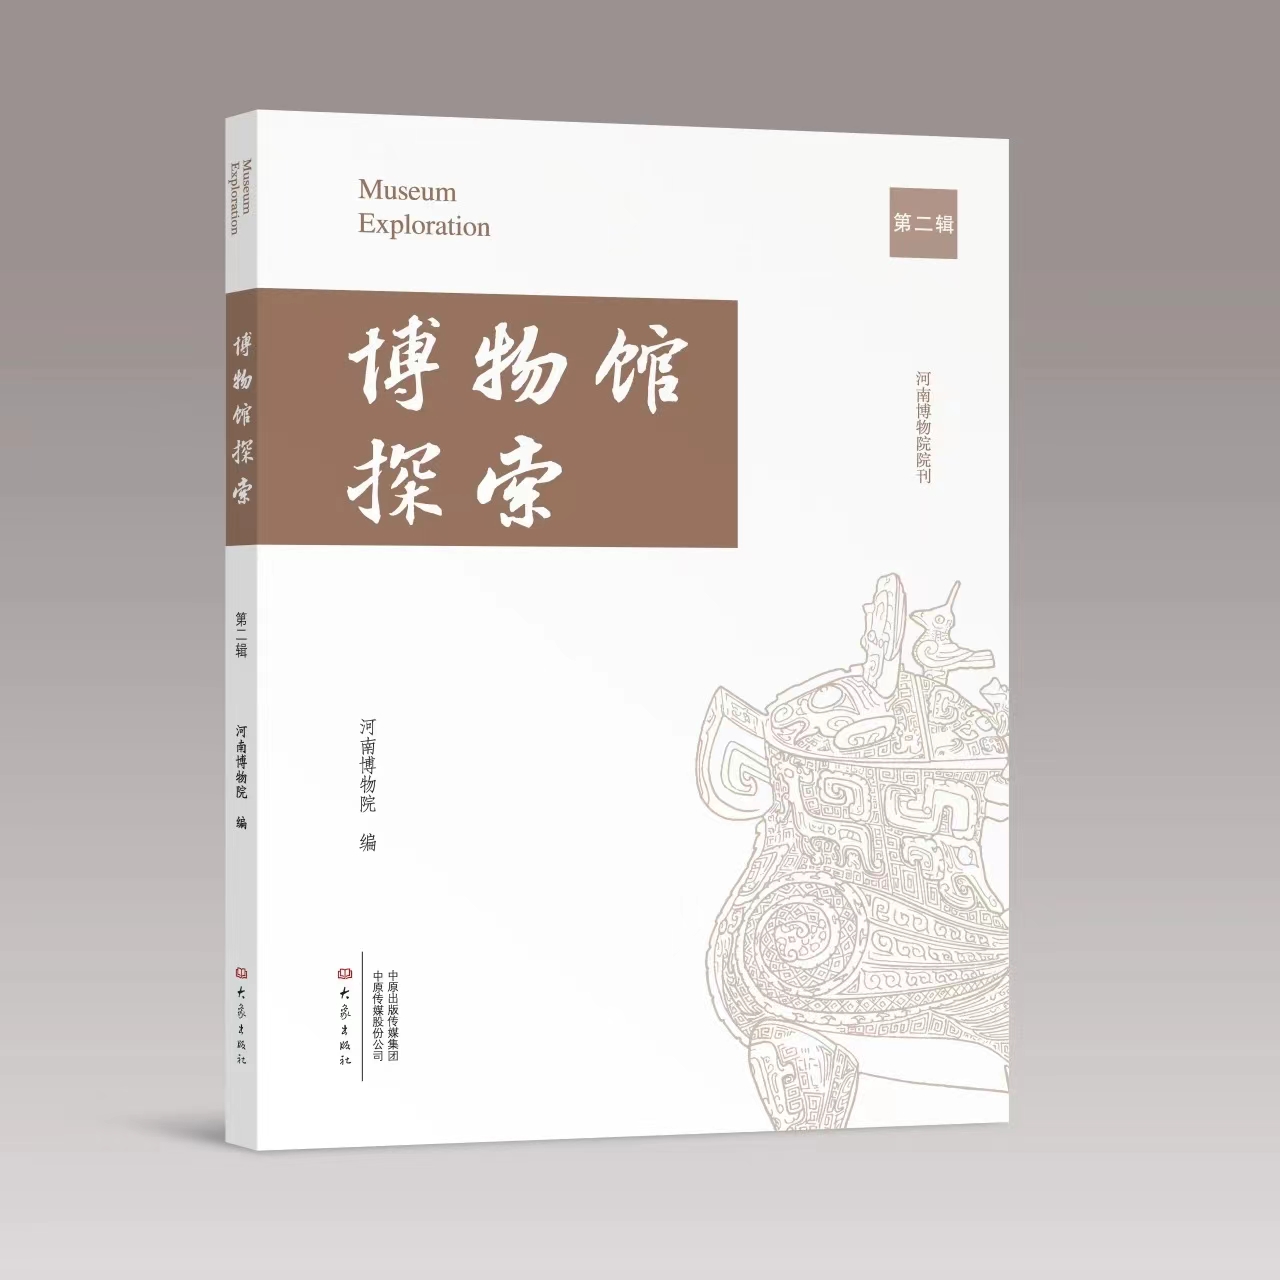 Museum
Exploration
第二辑
博物馆
探索
河南博物院院刊
河南博物院 编
大象出版社
中原出版传媒集团
中原传媒股份公司
Museum
Exploration
博物馆探索
第二辑
河南博物院 编
大象出版社